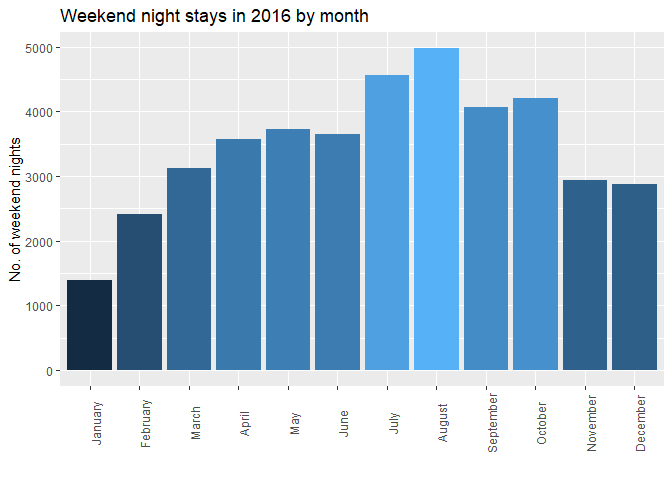 Weekend night stays in 2016 by month
No. of weekend nights
5000
4000
3000
2000
1000
0
January
February
March
April
May
June
July
August
September
October
November
December